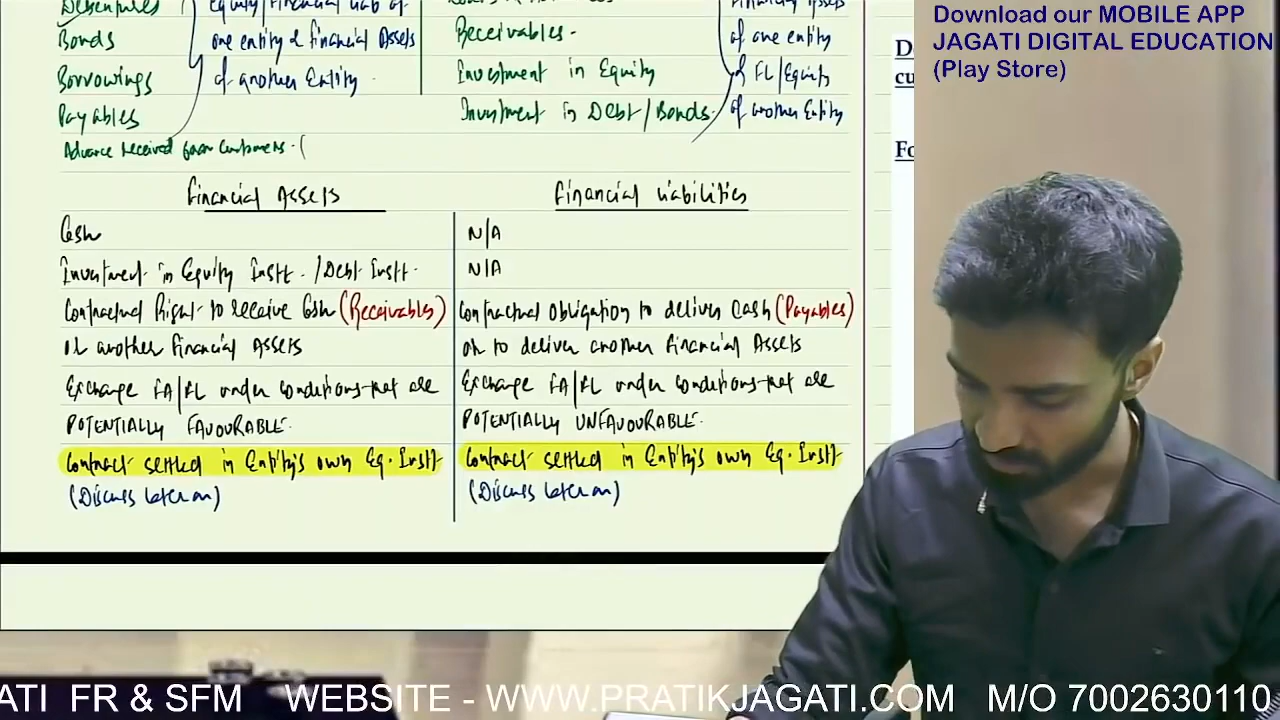 Debentures
Bonds
Borrowings
Payables
Advance received from customers. (
Equity/Financial Liab of
one entity & financial Assets
of another Entity
Receivables.
Investment in Equity
Investment in Debt/Bonds.
Financial Assets
of one entity
& FL/Equity
of another Entity
Financial Assets
Cash
Investment in Equity Instt./Debt Instt.
Contractual Right to receive Cash (Receivables)
or another financial Assets
Exchange FA/FL under conditions that are
POTENTIALLY FAVOURABLE.
Contract settled in Entity's own Eq. Instt
(Discuss later on)
Financial Liabilities
N/A
N/A
Contractual obligation to deliver Cash (Payables)
or to deliver another financial Assets
Exchange FA/FL under conditions that are
POTENTIALLY UNFAVOURABLE.
Contract settled in Entity's own Eq. Instt
(Discuss later on)
Download our MOBILE APP
JAGATI DIGITAL EDUCATION
(Play Store)
ATI FR & SFM WEBSITE - WWW.PRATIKJAGATI.COM M/O 7002630110